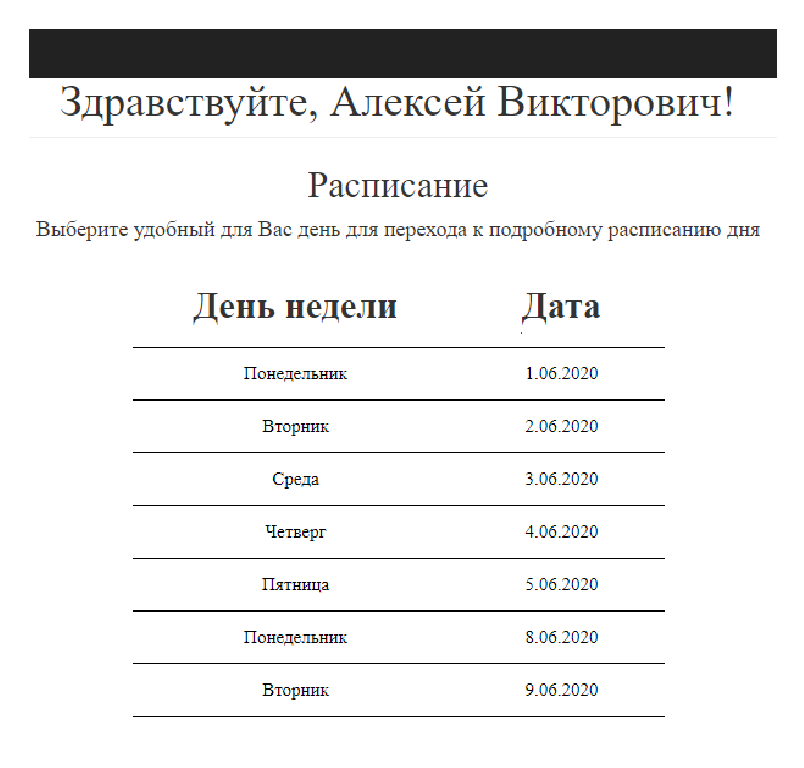 Здравствуйте, Алексей Викторович!
Расписание
Выберите удобный для Вас день для перехода к подробному расписанию дня
День недели Дата
Понедельник 1.06.2020
Вторник 2.06.2020
Среда 3.06.2020
Четверг 4.06.2020
Пятница 5.06.2020
Понедельник 8.06.2020
Вторник 9.06.2020